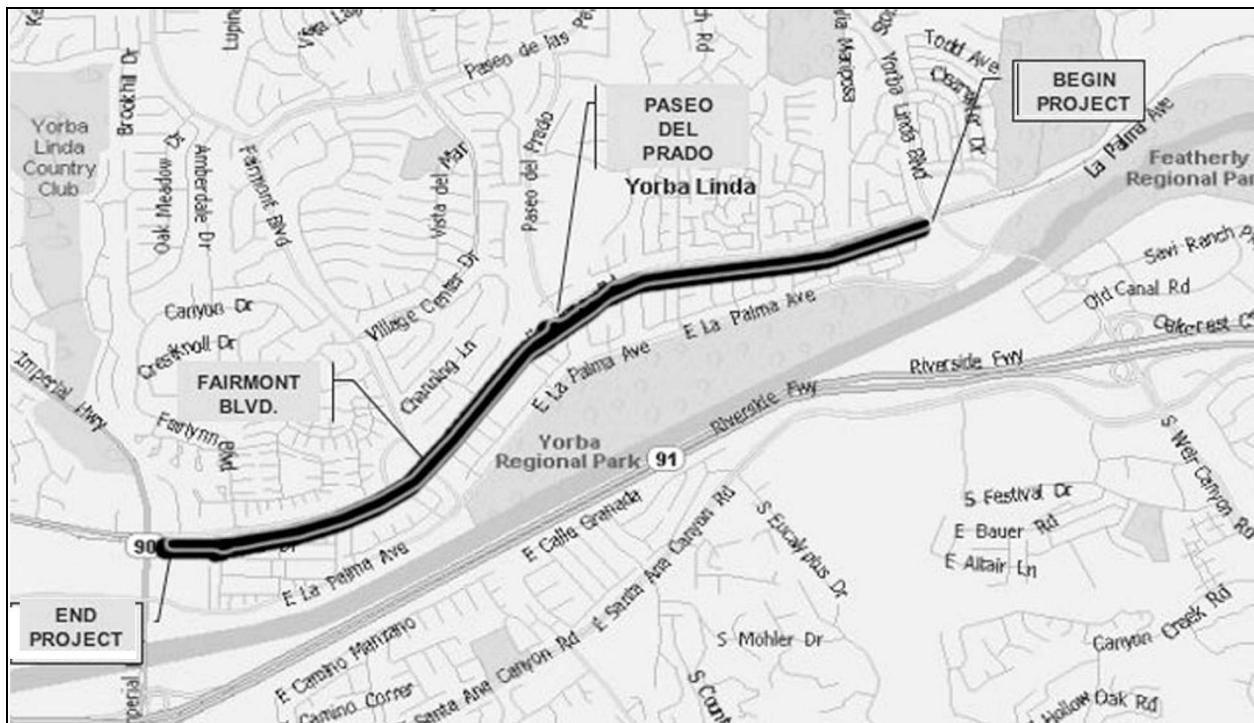 Brookhill Dr
Paseo de las
Todd Ave
Yorba Linda Blvd
BEGIN
PROJECT
PASEO
DEL
PRADO
Yorba Linda
La Palma Ave
Featherly
Regional Par
Yorba
Linda
Country
Club
Oak Meadow Dr
Amberdale Dr
Fairmont Blvd
Vista del Mar
Paseo del Prado
Savi Ranch
Old Canal Rd
Canyon Dr
Village Center Dr
E La Palma Ave
Crestknoll Dr
E La Palma Ave
Riverside Fwy
Imperial Hwy
FAIRMONT
BLVD.
Channing Ln
Riverside Fwy
Yorba
Regional Park
91
S Weir Canyon Rd
S Festival Dr
E Bauer Rd
E Altair Ln
E Calle Granada
S Eucalyptus Dr
90
E La Palma Ave
E Santa Ana Canyon Rd
END
PROJECT
S Mohler Dr
Canyon Creek Rd
E Camino Manzano
Camino Correr
Santa Ana Canyon Rd
S Count
Hollow Oak Rd